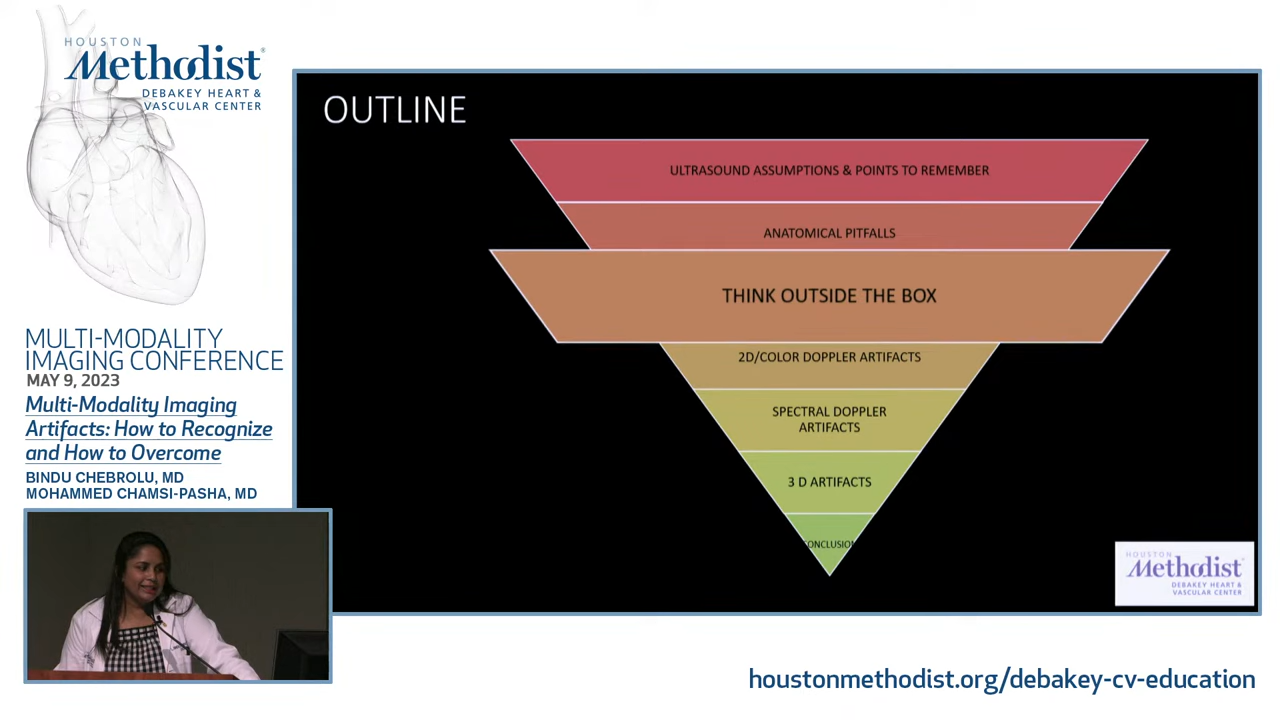 HOUSTON
Methodist®
DEBAKEY HEART &
VASCULAR CENTER
MULTI-MODALITY
IMAGING CONFERENCE
MAY 9, 2023
Multi-Modality Imaging
Artifacts: How to Recognize
and How to Overcome
BINDU CHEBROLU, MD
MOHAMMED CHAMSI-PASHA, MD
OUTLINE
ULTRASOUND ASSUMPTIONS & POINTS TO REMEMBER
ANATOMICAL PITFALLS
THINK OUTSIDE THE BOX
2D/COLOR DOPPLER ARTIFACTS
SPECTRAL DOPPLER
ARTIFACTS
3 D ARTIFACTS
CONCLUSION
HOUSTON
Methodist
DEBAKEY HEART &
VASCULAR CENTER
houstonmethodist.org/debakey-cv-education